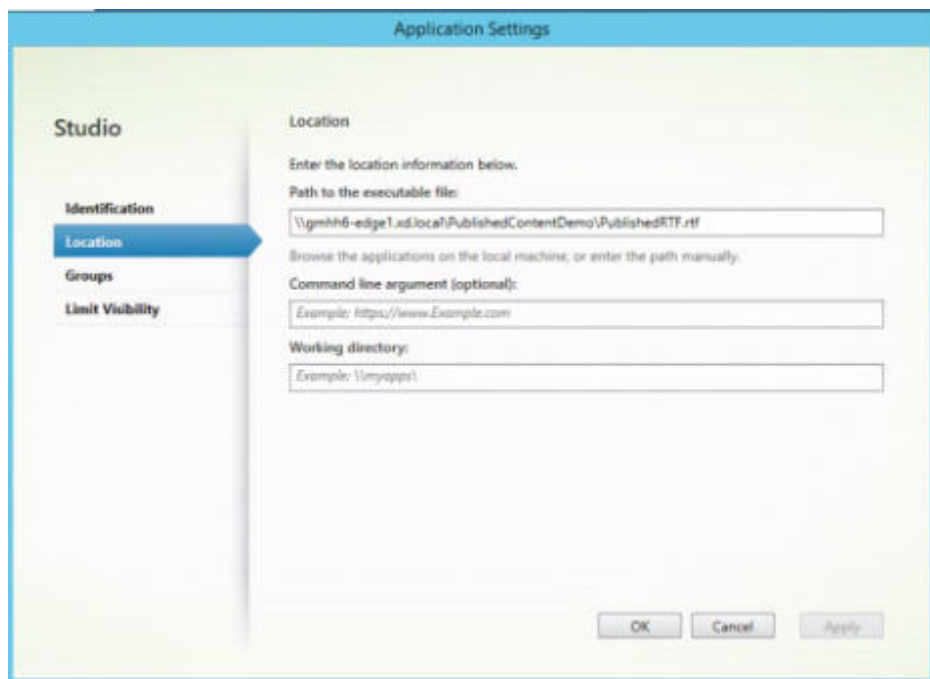 Application Settings
Studio
Identification
Location
Groups
Limit Visibility
Location
Enter the location information below.
Path to the executable file:
\\gmhh6-edge1.xd.local\PublishedContentDemo\PublishedRTF.rtf
Browse the applications on the local machine, or enter the path manually.
Command line argument (optional):
Example: https://www.Example.com
Working directory:
Example: \\myapps\
OK
Cancel
Apply